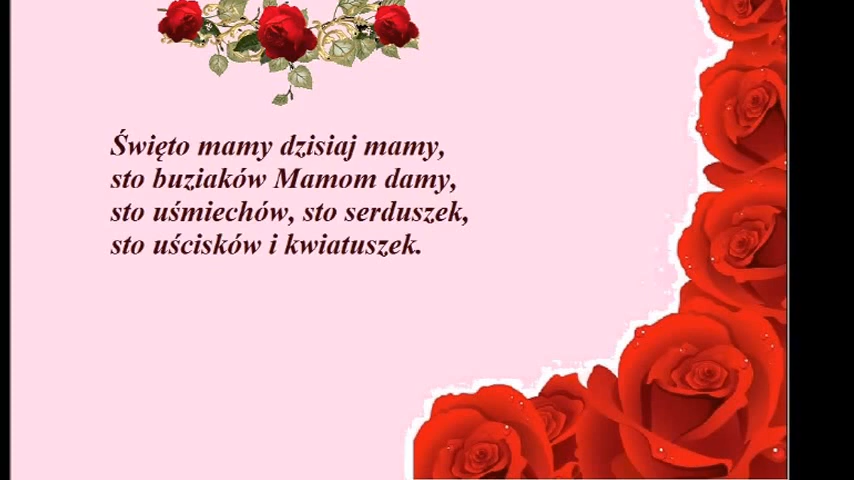 Święto mamy dzisiaj mamy,
sto buziaków Mamom damy,
sto uśmiechów, sto serduszek,
sto uścisków i kwiatuszek.